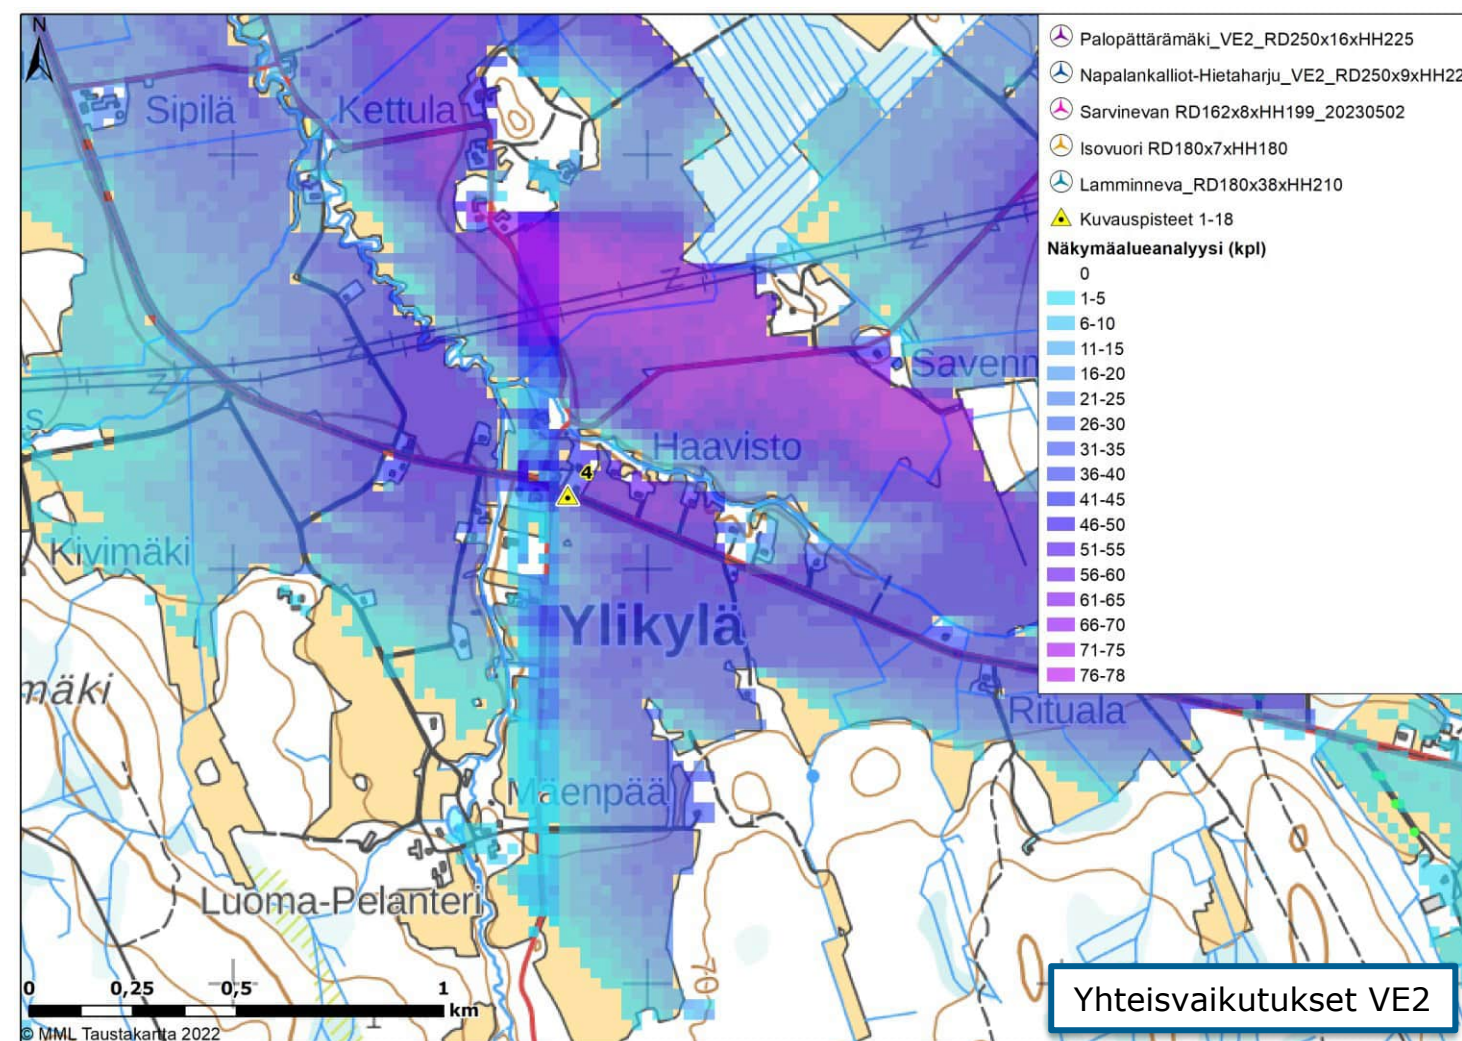 N
Palopättärämäki_VE2_RD250x16xHH225
Napalankalliot-Hietaharju_VE2_RD250x9xHH22
Sarvinevan RD162x8xHH199_20230502
Isovuori RD180x7xHH180
Lamminneva_RD180x38xHH210
Kuvauspisteet 1-18
Näkymäalueanalyysi (kpl)
0
1-5
6-10
11-15
16-20
21-25
26-30
31-35
36-40
41-45
46-50
51-55
56-60
61-65
66-70
71-75
76-78
Sipilä
Kettula
Savenn
s
Haavisto
4
Kivimäki
Ylikylä
mäki
Rituala
Mäenpää
Luoma-Pelanteri
70
0 0,25 0,5 1
km
© MML Taustakartta 2022
Yhteisvaikutukset VE2